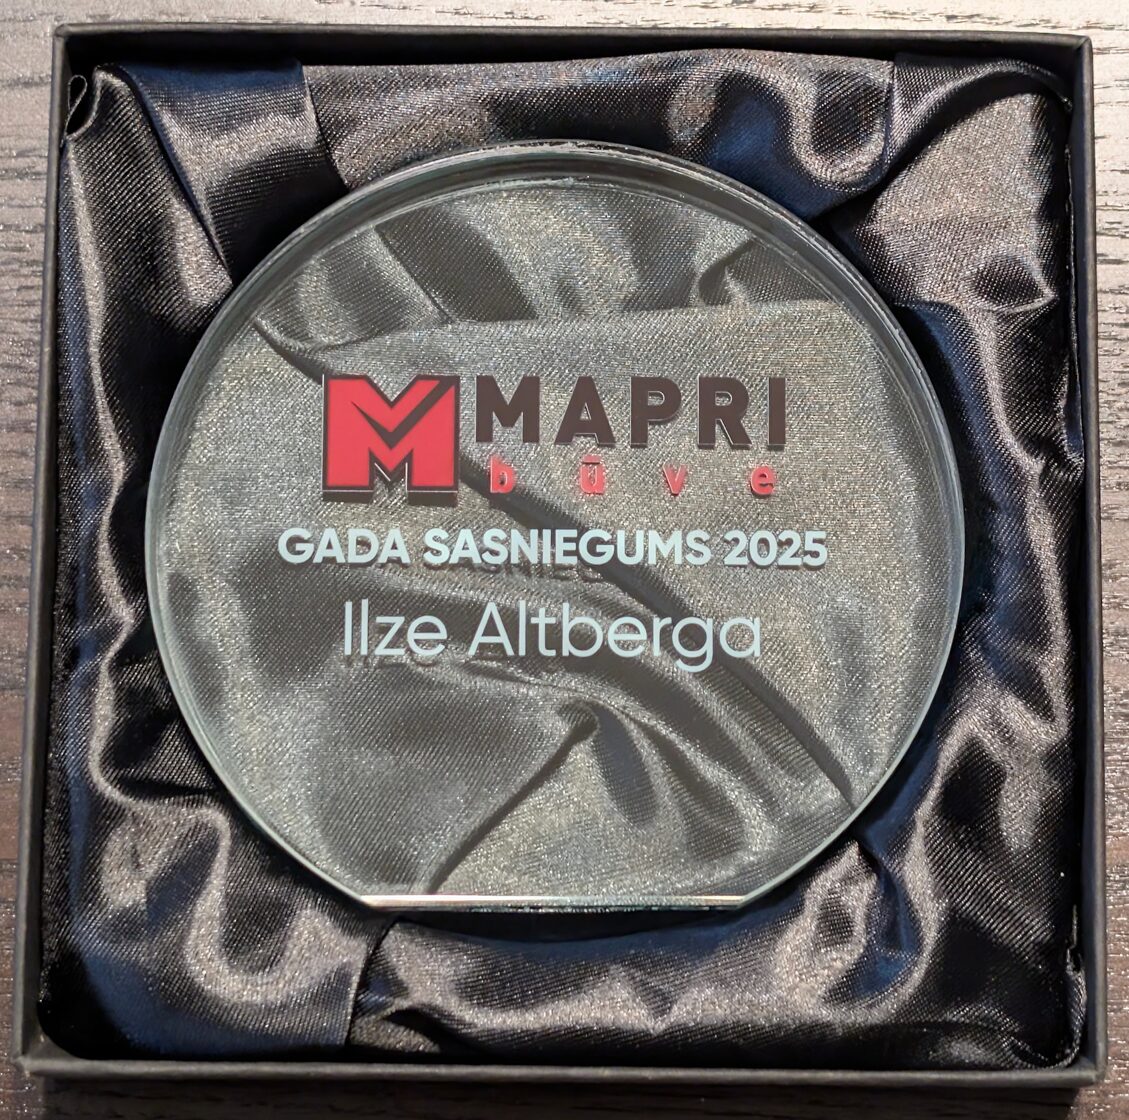 MAPRI
būve
GADA SASNIEGUMS 2025
Ilze Altberga